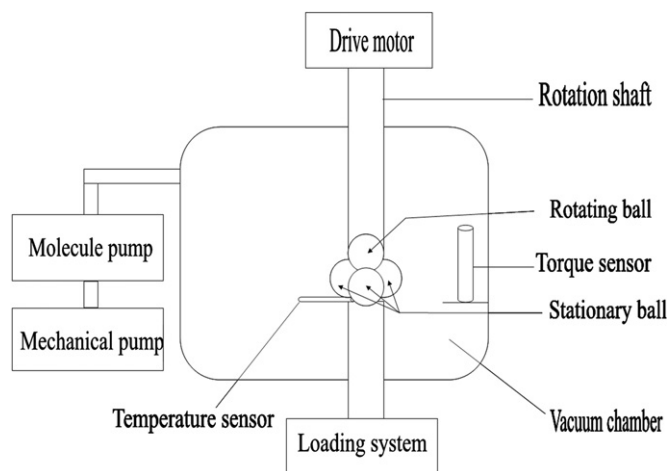 Drive motor
Rotation shaft
Rotating ball
Molecule pump
Torque sensor
Stationary ball
Mechanical pump
Temperature sensor
Vacuum chamber
Loading system